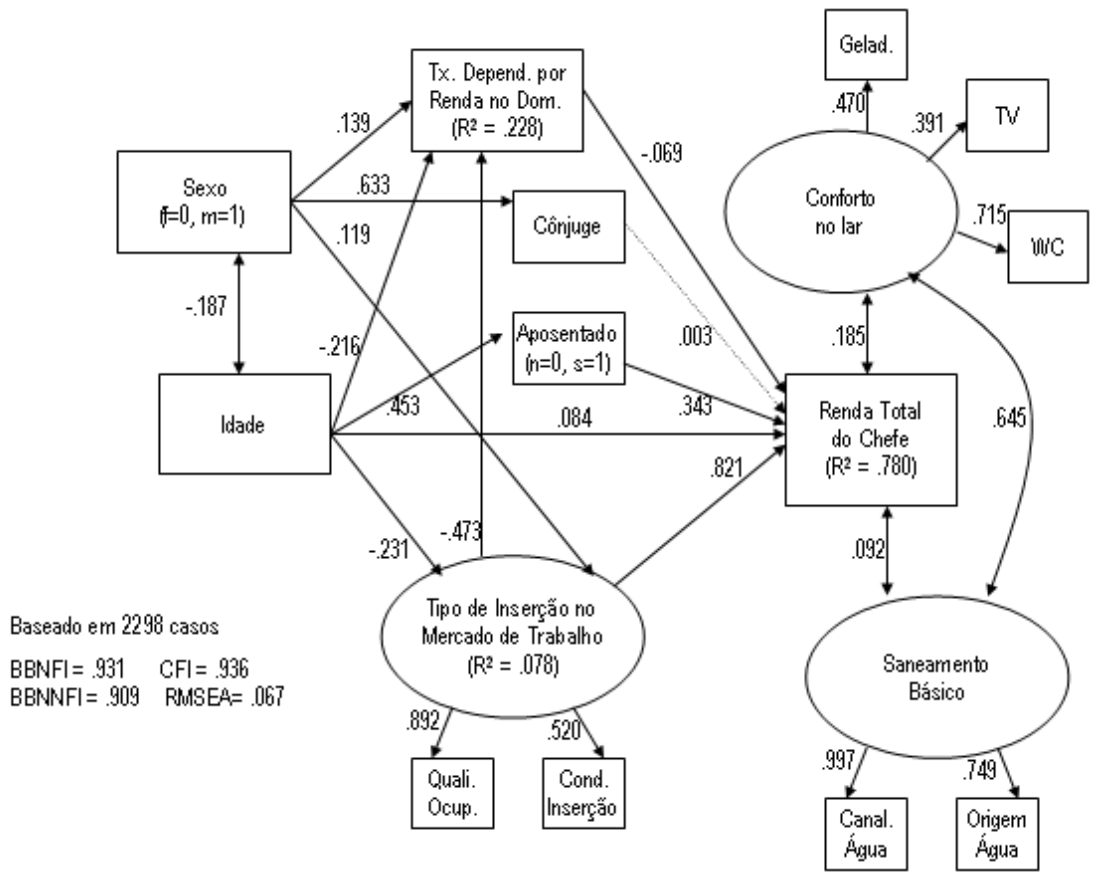 Gelad.
Tx. Depend. por
Renda no Dom.
(R² = .228)
.470
.391
TV
.139
-.069
Sexo
(f=0, m=1)
.633
Conforto
no lar
.715
WC
.119
Cônjuge
-.187
-.216
Aposentado
(n=0, s=1)
.003
.185
Idade
.453
.084
.343
Renda Total
do Chefe
(R² = .780)
.645
.821
-.231
-.473
.092
Tipo de Inserção no
Mercado de Trabalho
(R² = .078)
Baseado em 2298 casos
BBNFI = .931 CFI = .936
BBNNFI = .909 RMSEA= .067
Saneamento
Básico
.892
.520
Quali.
Ocup.
Cond.
Inserção
.997
.749
Canal.
Água
Origem
Água